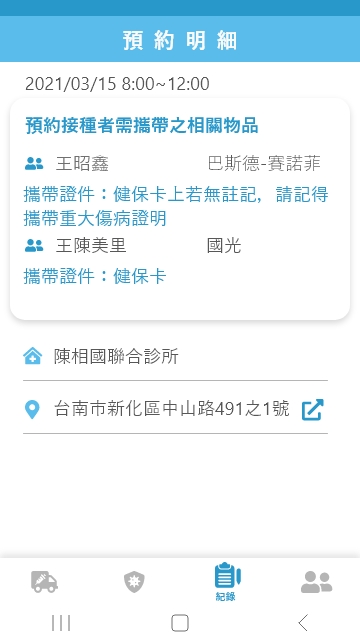 預約明細
2021/03/15 8:00~12:00
預約接種者需攜帶之相關物品
王昭鑫 巴斯德-賽諾菲
攜帶證件：健保卡上若無註記，請記得
攜帶重大傷病證明
王陳美里 國光
攜帶證件：健保卡
陳相國聯合診所
台南市新化區中山路491之1號
紀錄